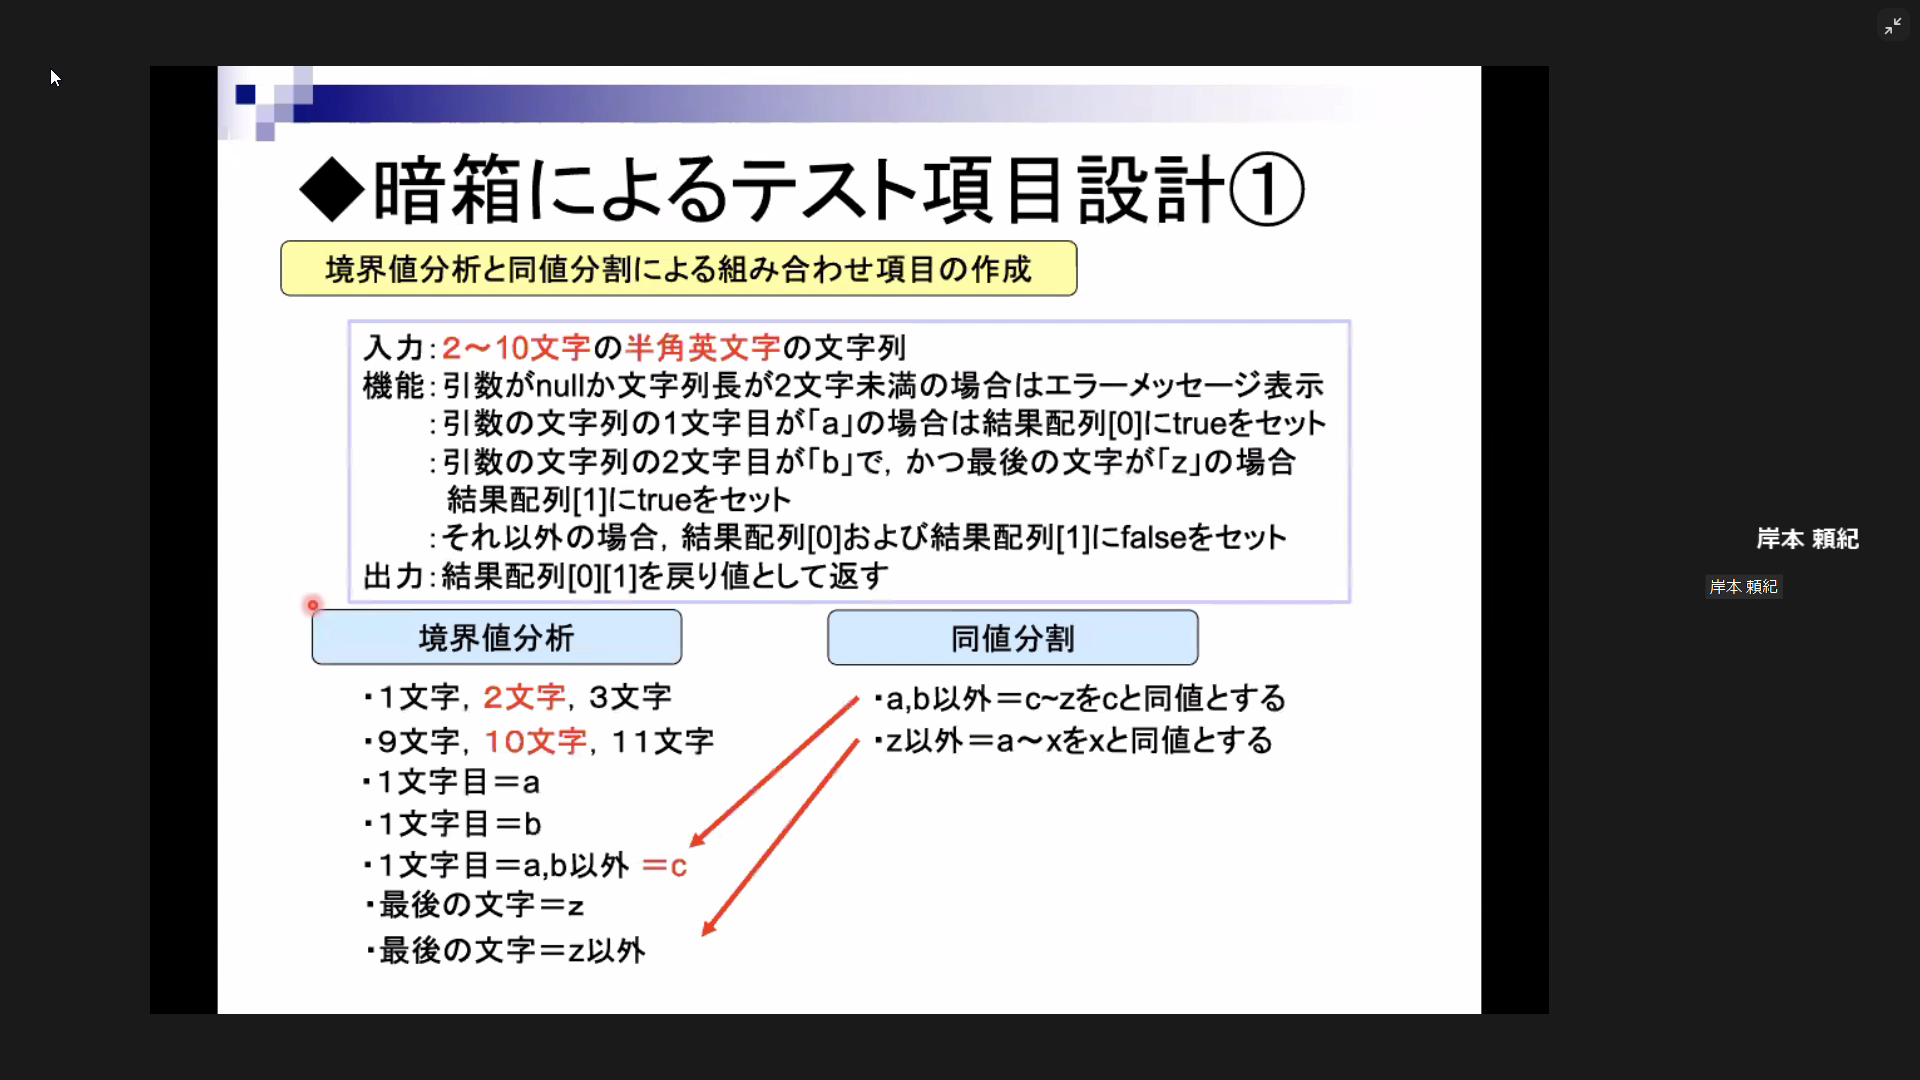 ◆暗箱によるテスト項目設計①
境界値分析と同値分割による組み合わせ項目の作成
入力:2～10文字の半角英文字の文字列
機能:引数がnullか文字列長が2文字未満の場合はエラーメッセージ表示
:引数の文字列の1文字目が「a」の場合は結果配列[0]にtrueをセット
:引数の文字列の2文字目が「b」で，かつ最後の文字が「z」の場合
結果配列[1]にtrueをセット
:それ以外の場合，結果配列[0]および結果配列[1]にfalseをセット
出力:結果配列[0][1]を戻り値として返す
境界値分析
・1文字，2文字，3文字
・9文字，10文字，11文字
・1文字目＝a
・1文字目＝b
・1文字目＝a,b以外 ＝c
・最後の文字＝z
・最後の文字＝z以外
同値分割
・a,b以外＝c~zをcと同値とする
・z以外＝a～xをxと同値とする
岸本 頼紀
岸本 頼紀